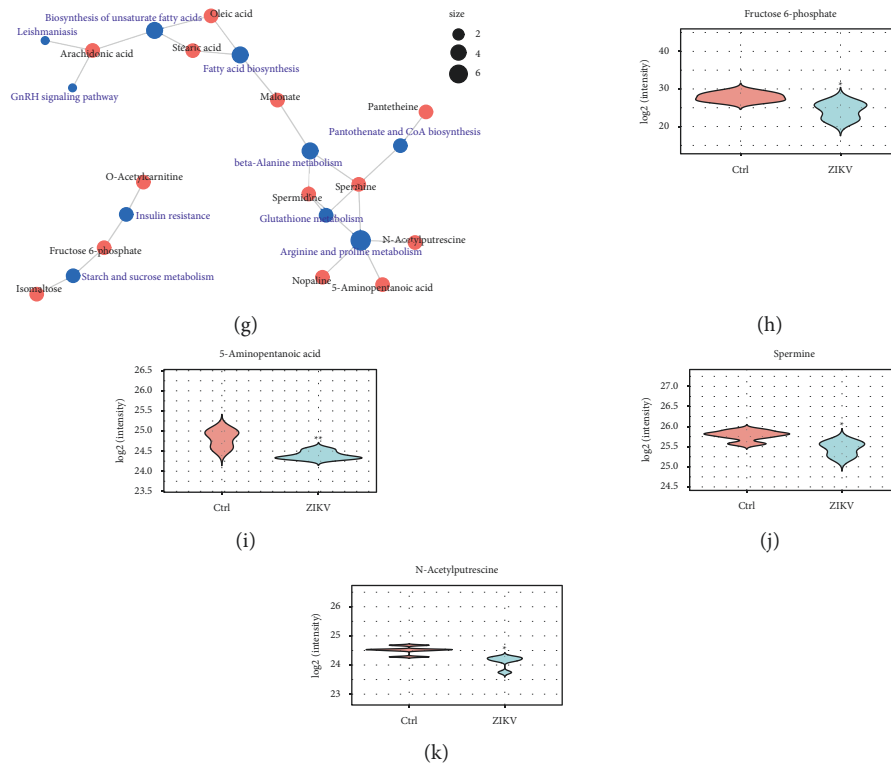 Biosynthesis of unsaturate fatty acids
Oleic acid
Leishmaniasis
Arachidonic acid
Stearic acid
Fatty acid biosynthesis
GnRH signaling pathway
Malonate
Pantetheine
Pantothenate and CoA biosynthesis
beta-Alanine metabolism
O-Acetylcarnitine
Spermidine
Spermine
Insulin resistance
Glutathione metabolism
Fructose 6-phosphate
N-Acetylputrescine
Arginine and proline metabolism
Starch and sucrose metabolism
Nopaline
Isomaltose
5-Aminopentanoic acid
size
2
4
6
(g)
Fructose 6-phosphate
log2 (intensity)
40
30
20
*
Ctrl
ZIKV
(h)
5-Aminopentanoic acid
log2 (intensity)
26.5
26.0
25.5
25.0
24.5
24.0
23.5
**
Ctrl
ZIKV
(i)
Spermine
log2 (intensity)
27.0
26.0
25.5
25.0
24.5
*
Ctrl
ZIKV
(j)
N-Acetylputrescine
log2 (intensity)
26
25
24
23
*
Ctrl
ZIKV
(k)